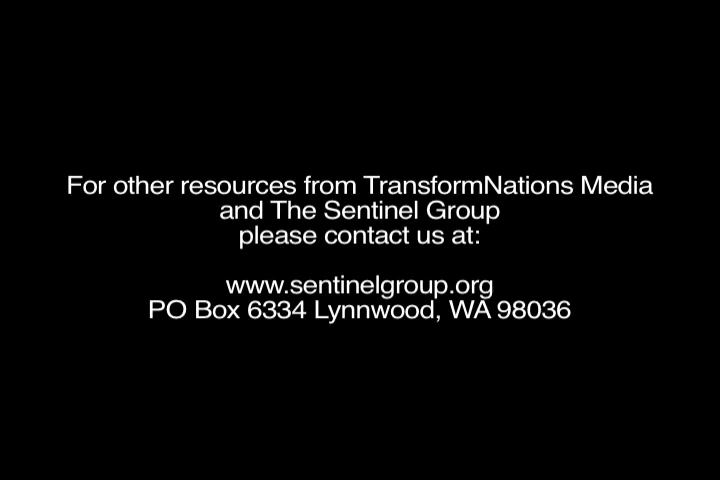 For other resources from TransformNations Media
and The Sentinel Group
please contact us at:
www.sentinelgroup.org
PO Box 6334 Lynnwood, WA 98036